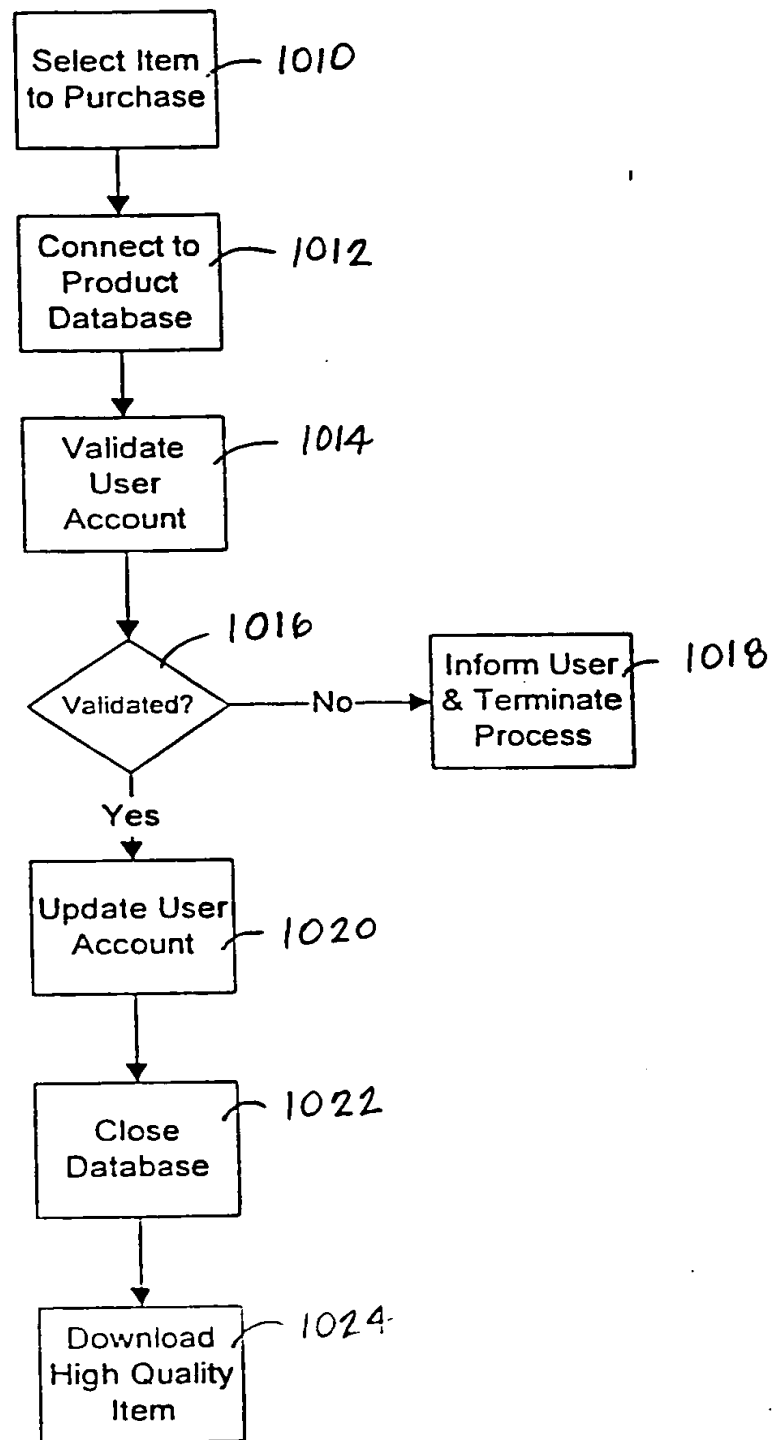 Select Item
to Purchase
1010
Connect to
Product
Database
1012
Validate
User
Account
1014
Validated?
1016
No
Inform User
& Terminate
Process
1018
Yes
Update User
Account
1020
Close
Database
1022
Download
High Quality
Item
1024